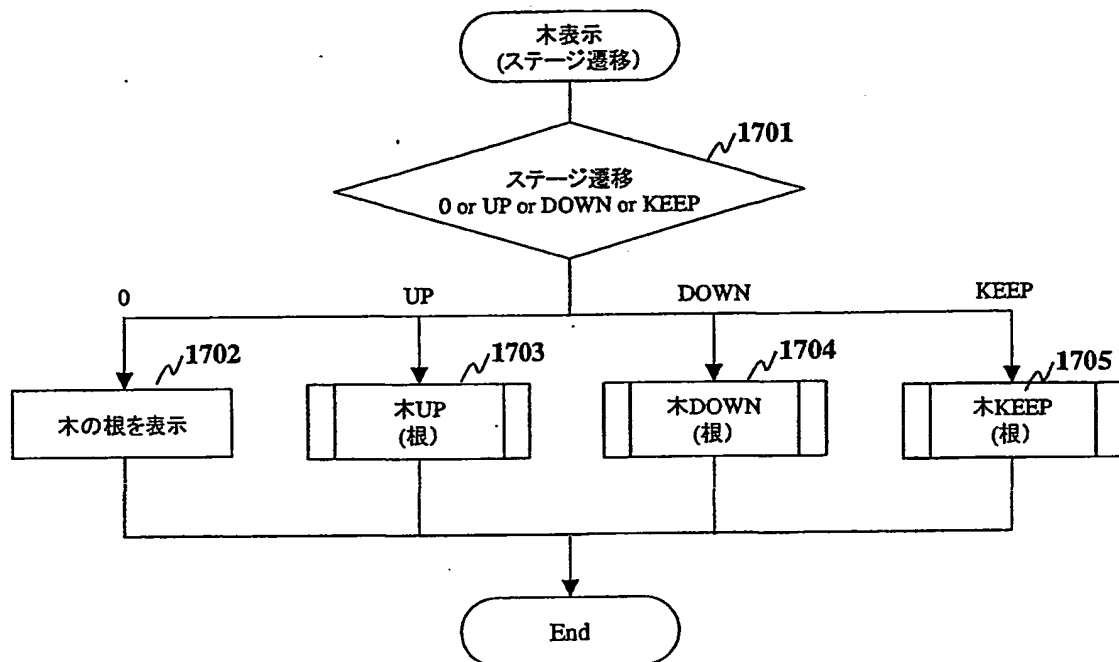 木表示
(ステージ遷移)
1701
ステージ遷移
0 or UP or DOWN or KEEP
0
UP
DOWN
KEEP
1702
1703
1704
1705
木の根を表示
木UP
(根)
木DOWN
(根)
木KEEP
(根)
End